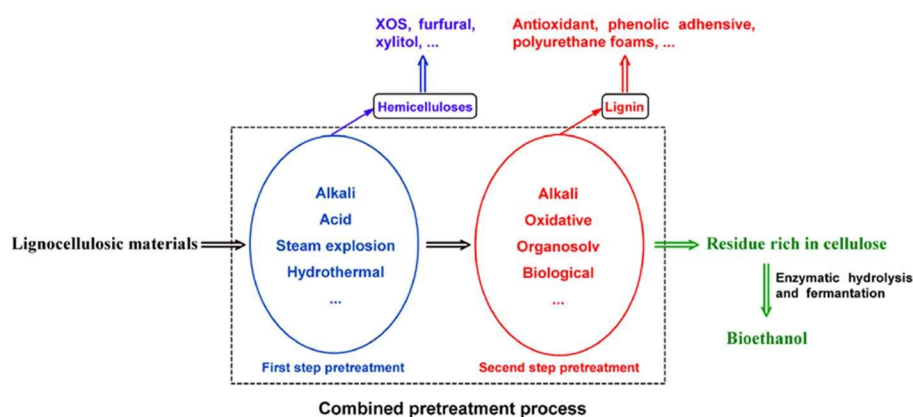 XOS, furfural,
xylitol, ...
Antioxidant, phenolic adhensive,
polyurethane foams, ...
Hemicelluloses
Lignin
Alkali
Acid
Steam explosion
Hydrothermal
...
Alkali
Oxidative
Organosolv
Biological
...
Lignocellulosic materials
Residue rich in cellulose
Enzymatic hydrolysis
and fermantation
Bioethanol
First step pretreatment
Second step pretreatment
Combined pretreatment process